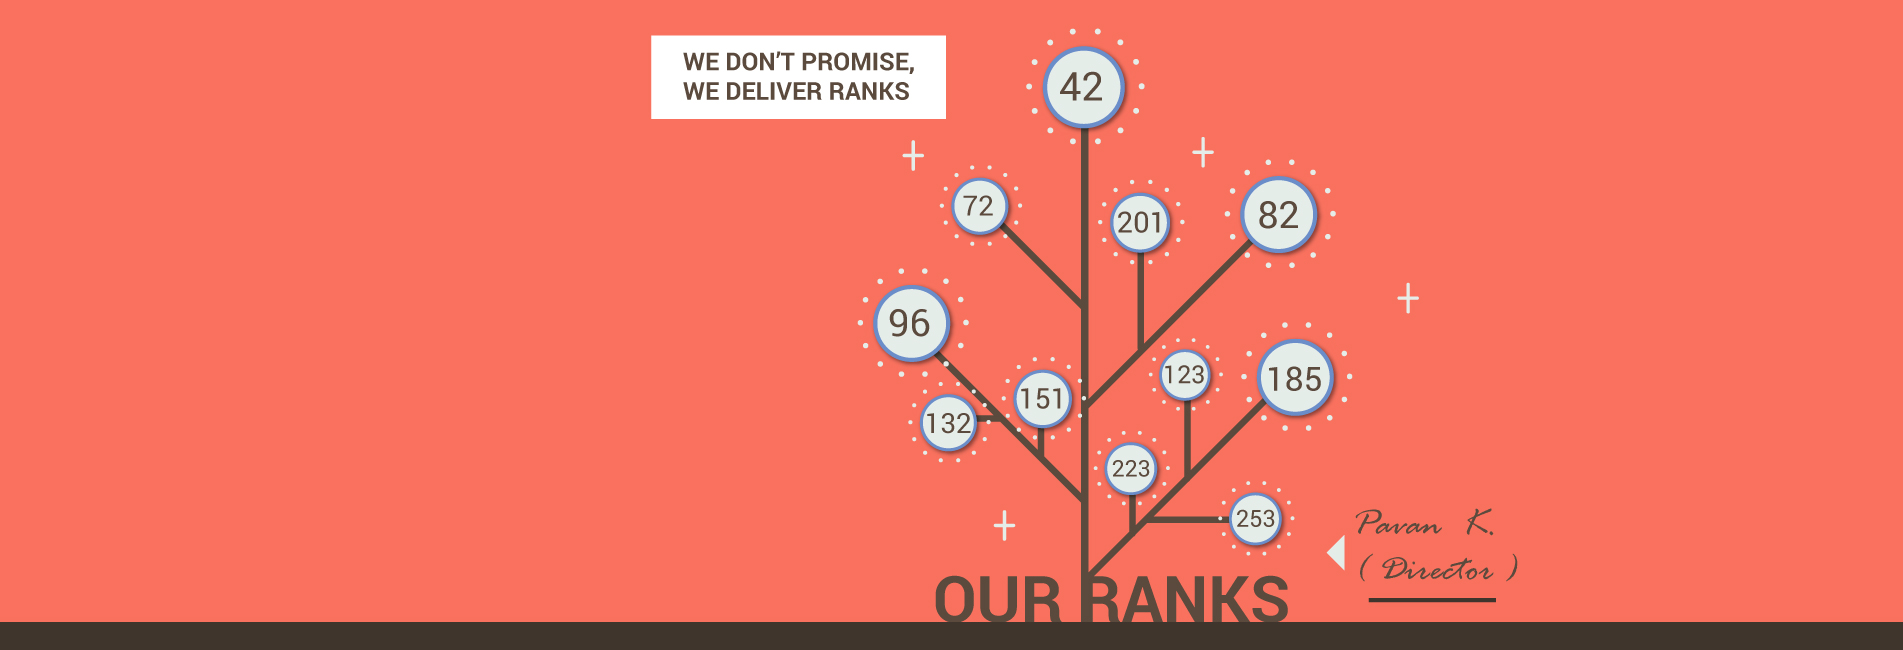 WE DON'T PROMISE,
WE DELIVER RANKS
42
72
201
82
96
151
123
185
132
223
253
Pavan K.
( Director )
OUR RANKS